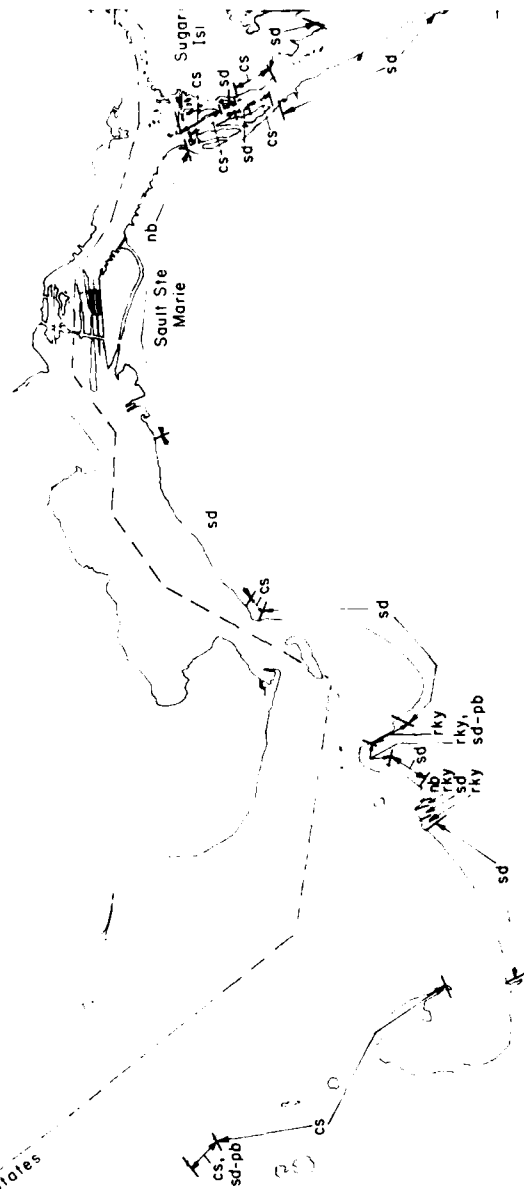 Sugar
Isl
sd
cs
sd
cs
sd
cs
sd
cs
nb
Sault Ste
Marie
sd
cs
sd
rky
rky,
sd-pb
sd
nb
rky
sd
rky
sd
cs
cs,
sd-pb
tates